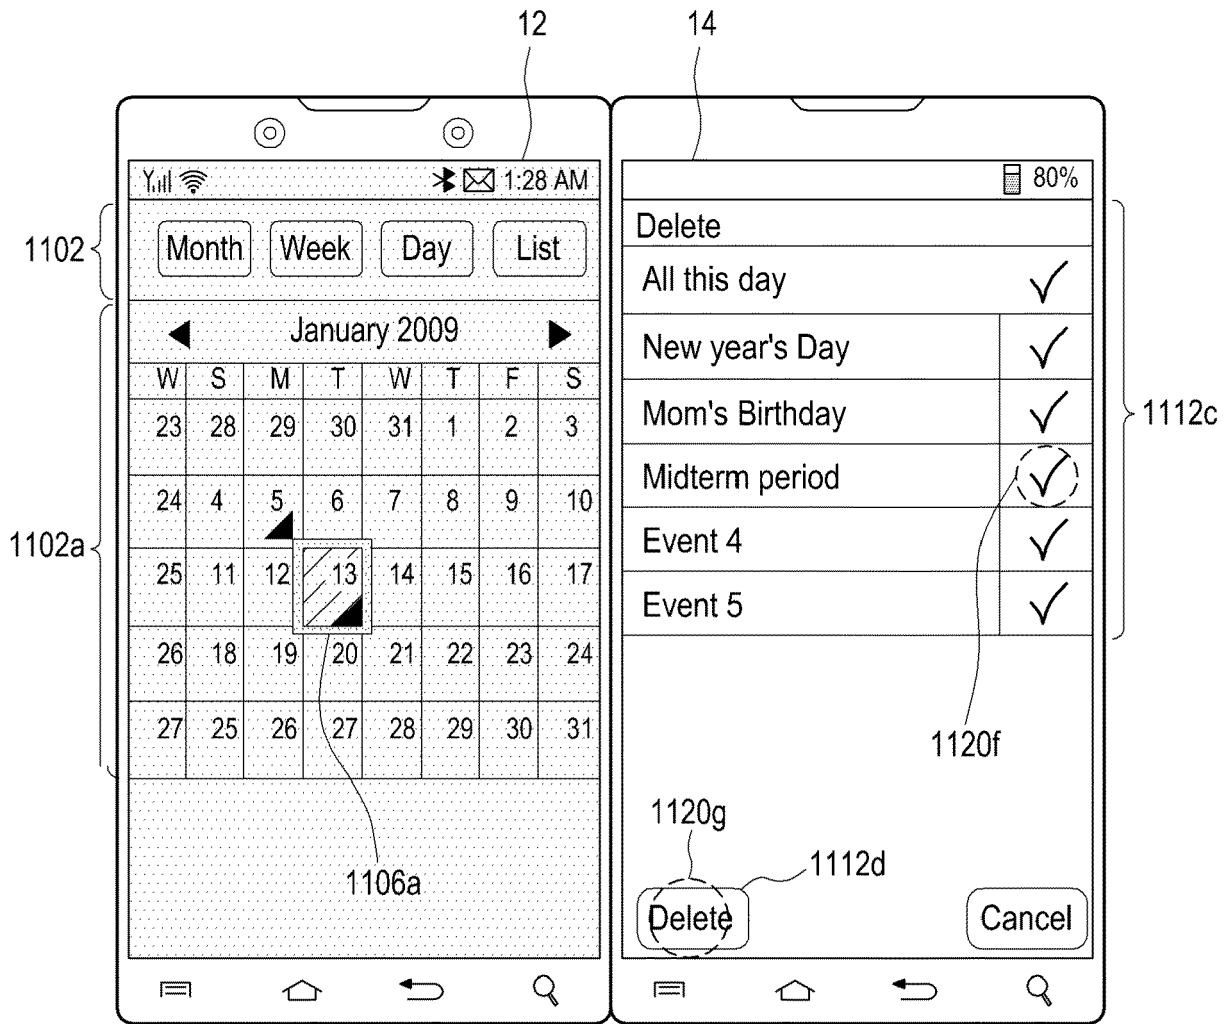 12
14
1:28 AM
80%
1102
Month Week Day List
Delete
All this day
January 2009
New year's Day
W S M T W T F S
Mom's Birthday
1112c
23 28 29 30 31 1 2 3
Midterm period
24 4 5 6 7 8 9 10
Event 4
1102a
25 11 12 13 14 15 16 17
Event 5
26 18 19 20 21 22 23 24
27 25 26 27 28 29 30 31
1120f
1120g
1106a
1112d
Delete
Cancel